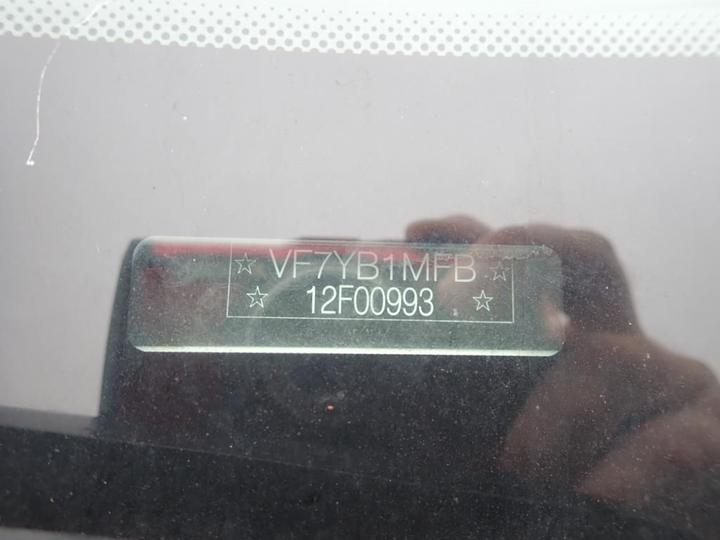 ☆ VF7YB1MFB ☆
☆ 12F00993 ☆